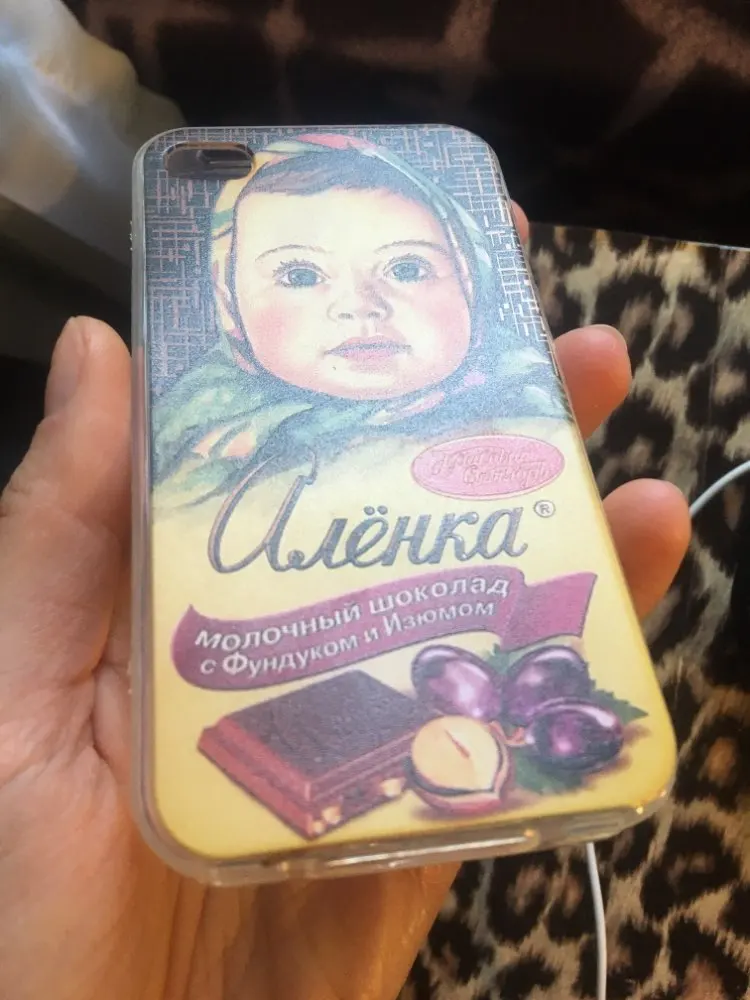 Красный
Октябрь
Алёнка®
МОЛОЧНЫЙ ШОКОЛАД
с Фундуком и Изюмом